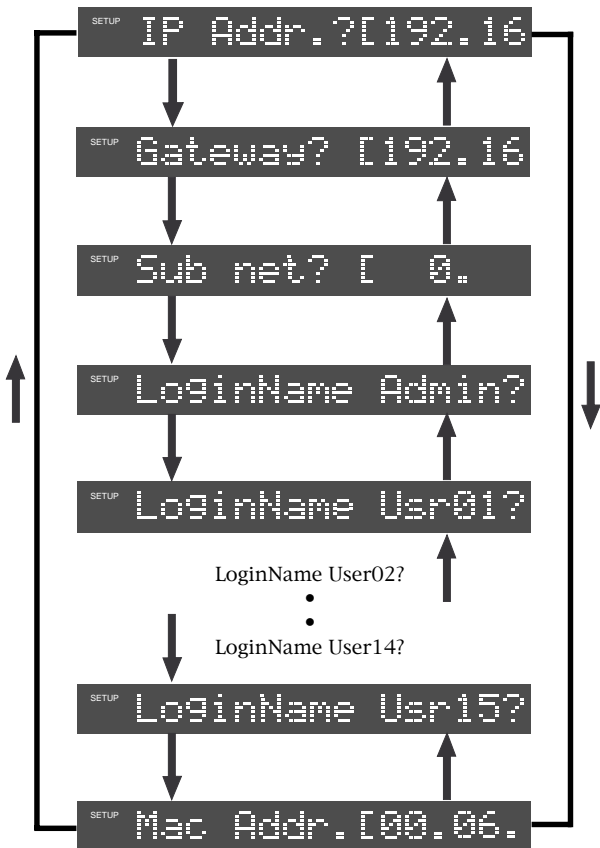 SETUP IP Addr.?[192.16
SETUP Gateway? [192.16
SETUP Sub net? [  0.
SETUP LoginName Admin?
SETUP LoginName Usr01?
LoginName User02?
•
•
LoginName User14?
SETUP LoginName Usr15?
SETUP Mac Addr.[00.06.